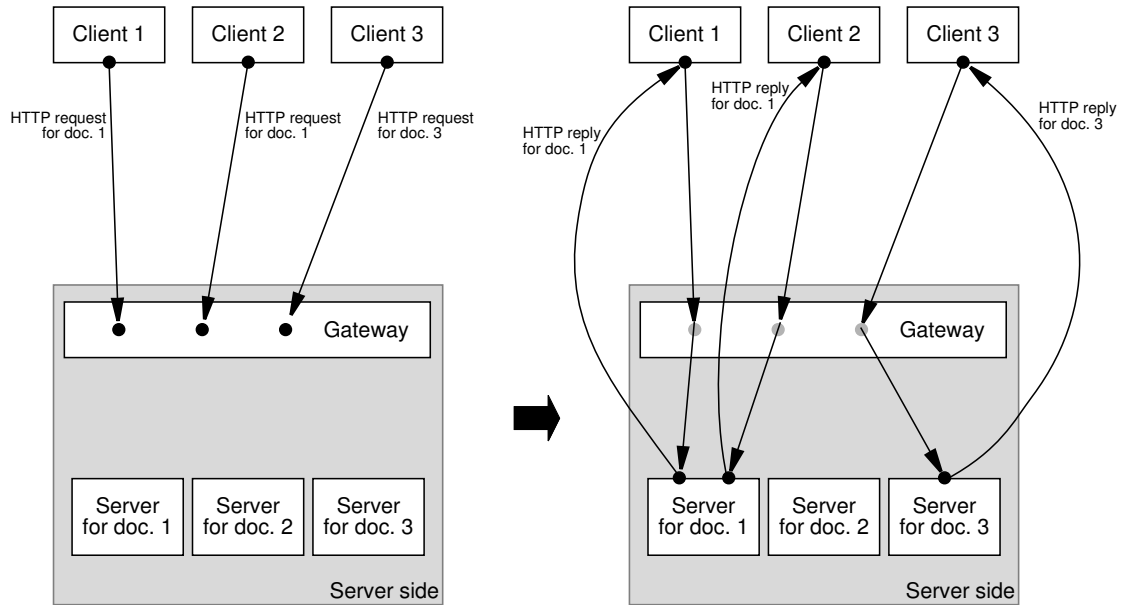 Client 1
Client 2
Client 3
HTTP request
for doc. 1
HTTP request
for doc. 1
HTTP request
for doc. 3
Gateway
Server
for doc. 1
Server
for doc. 2
Server
for doc. 3
Server side
Client 1
Client 2
Client 3
HTTP reply
for doc. 1
HTTP reply
for doc. 1
HTTP reply
for doc. 3
Gateway
Server
for doc. 1
Server
for doc. 2
Server
for doc. 3
Server side